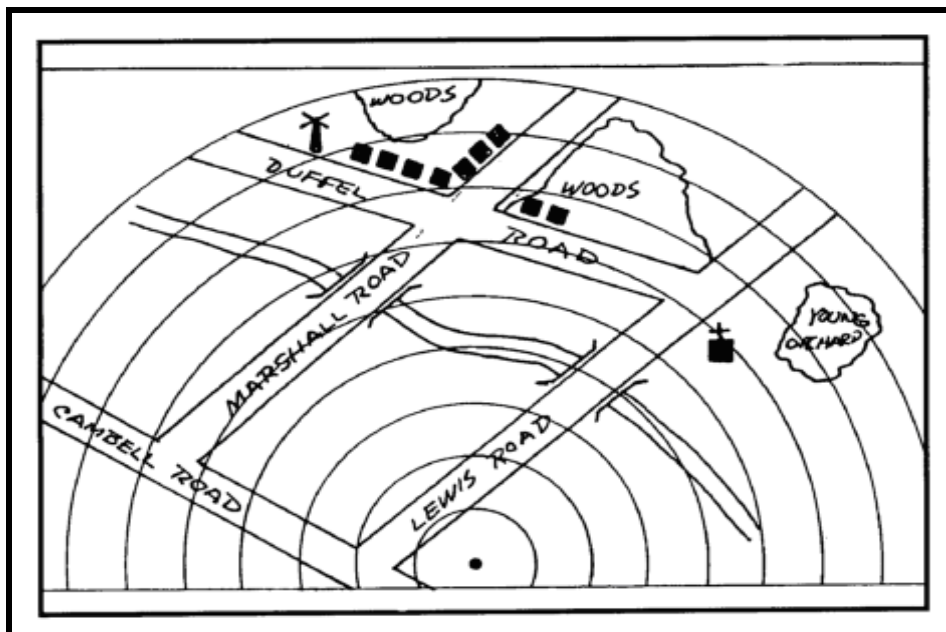 WOODS
DUFFEL
WOODS
ROAD
MARSHALL ROAD
YOUNG
ORCHARD
CAMBELL ROAD
LEWIS ROAD